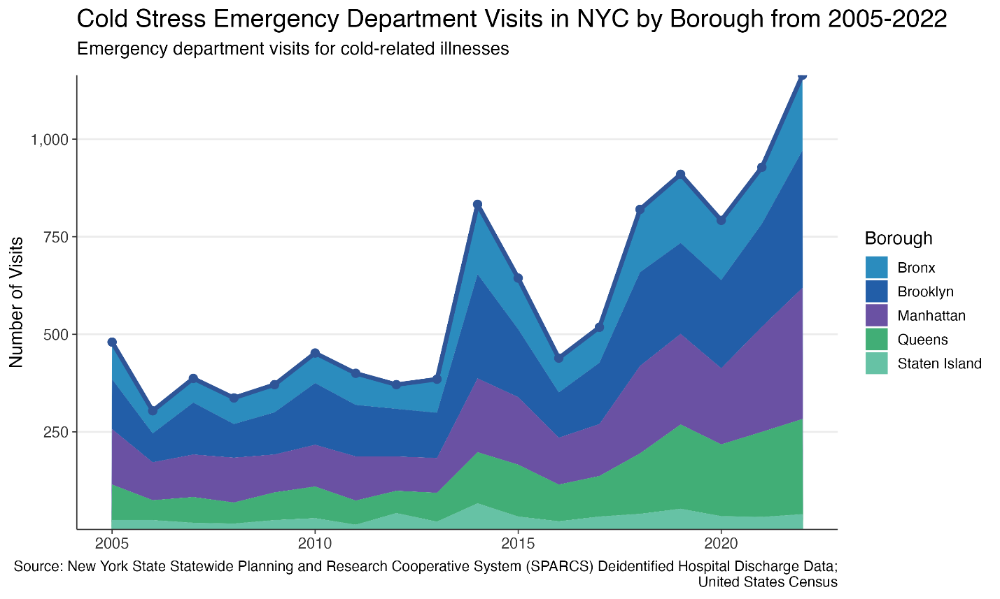 Cold Stress Emergency Department Visits in NYC by Borough from 2005-2022
Emergency department visits for cold-related illnesses
Number of Visits
1,000
750
500
250
2005 2010 2015 2020
Borough
Bronx
Brooklyn
Manhattan
Queens
Staten Island
Source: New York State Statewide Planning and Research Cooperative System (SPARCS) Deidentified Hospital Discharge Data;
United States Census